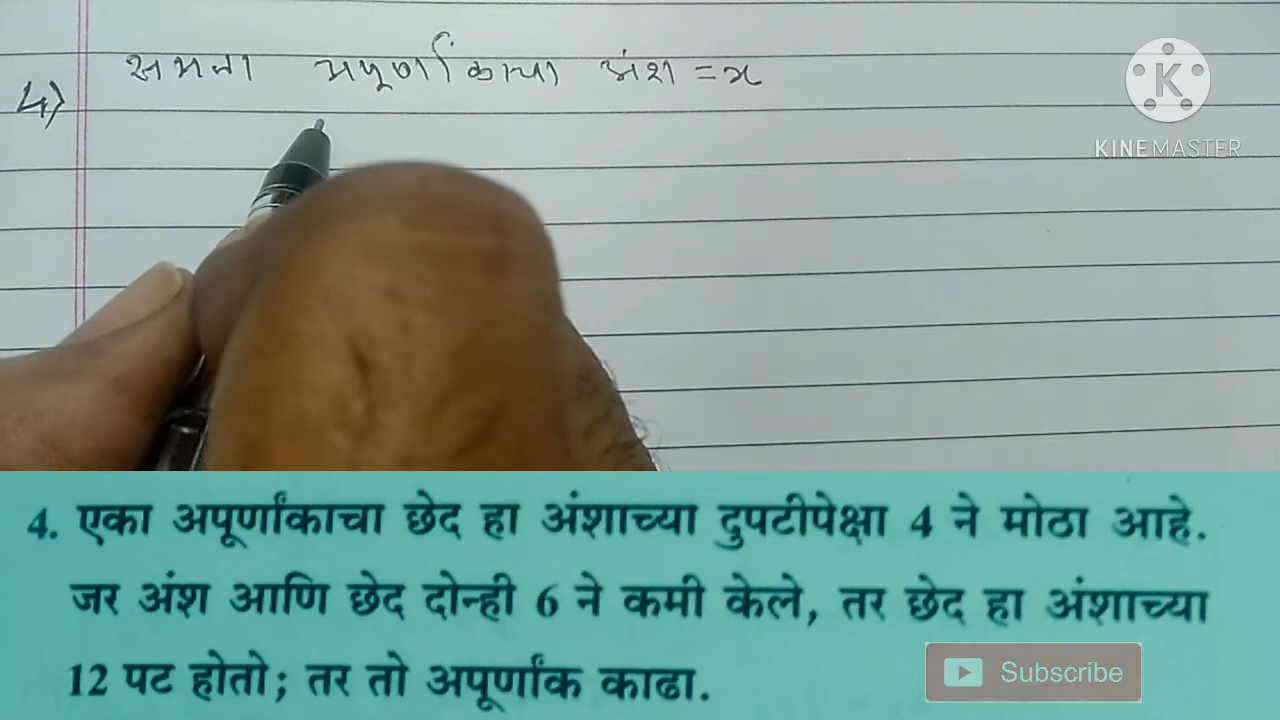 समजा अपूर्णांकाचा अंश = x
4)
KINEMASTER
4. एका अपूर्णांकाचा छेद हा अंशाच्या दुपटीपेक्षा 4 ने मोठा आहे.
जर अंश आणि छेद दोन्ही 6 ने कमी केले, तर छेद हा अंशाच्या
12 पट होतो; तर तो अपूर्णांक काढा.
Subscribe